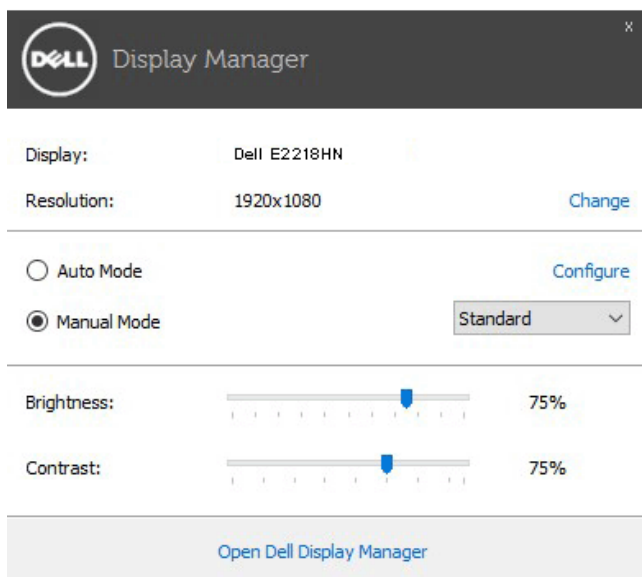 DELL Display Manager x
Display: Dell E2218HN
Resolution: 1920x1080 Change
Auto Mode Configure
Manual Mode Standard
Brightness: 75%
Contrast: 75%
Open Dell Display Manager